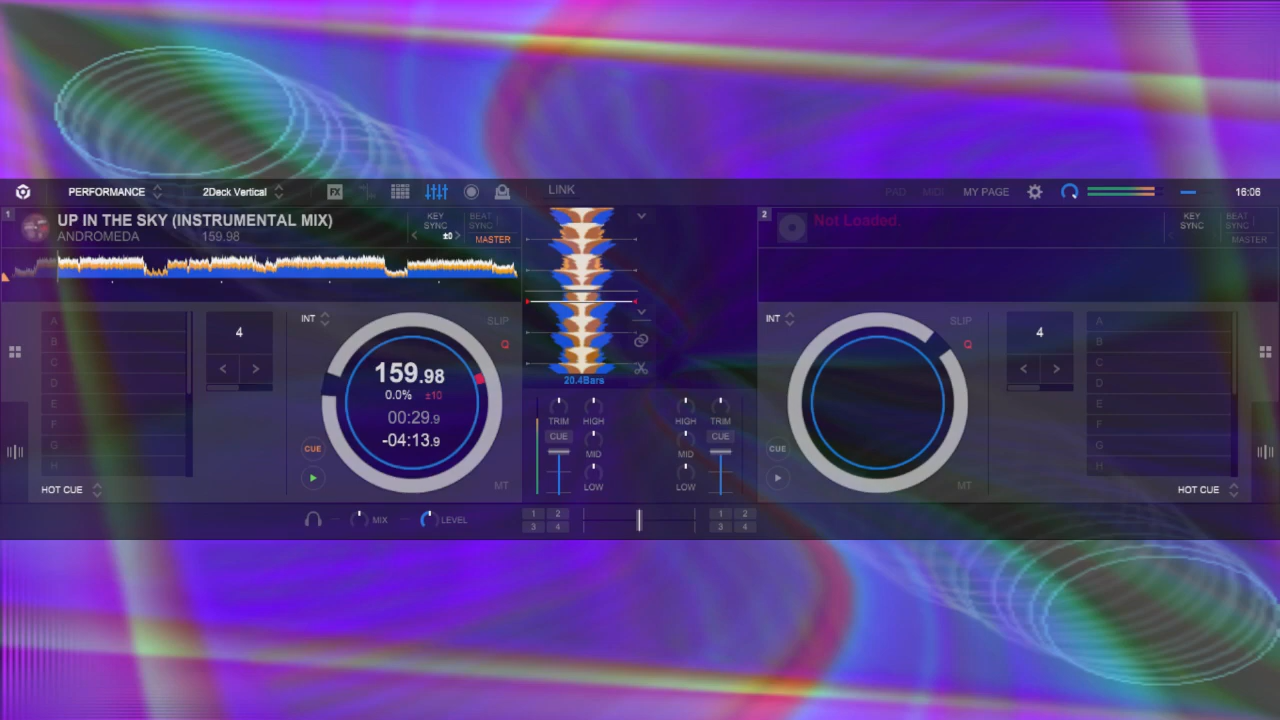 PERFORMANCE 2Deck Vertical FX LINK PAD MIDI MY PAGE 16:06
1 UP IN THE SKY (INSTRUMENTAL MIX) KEY SYNC BEAT SYNC
ANDROMEDA 159.98 ±0 MASTER
2 Not Loaded. KEY SYNC BEAT SYNC
MASTER
A
B
C
D
E
F
G
H
HOT CUE
4
INT SLIP
Q
159.98
0.0% ±10
00:29.9
-04:13.9
CUE
MT
20.4Bars
TRIM HIGH HIGH TRIM
CUE CUE
MID MID
LOW LOW
INT SLIP
Q
CUE
MT
4
A
B
C
D
E
F
G
H
HOT CUE
MIX LEVEL
1 2 1 2
3 4 3 4